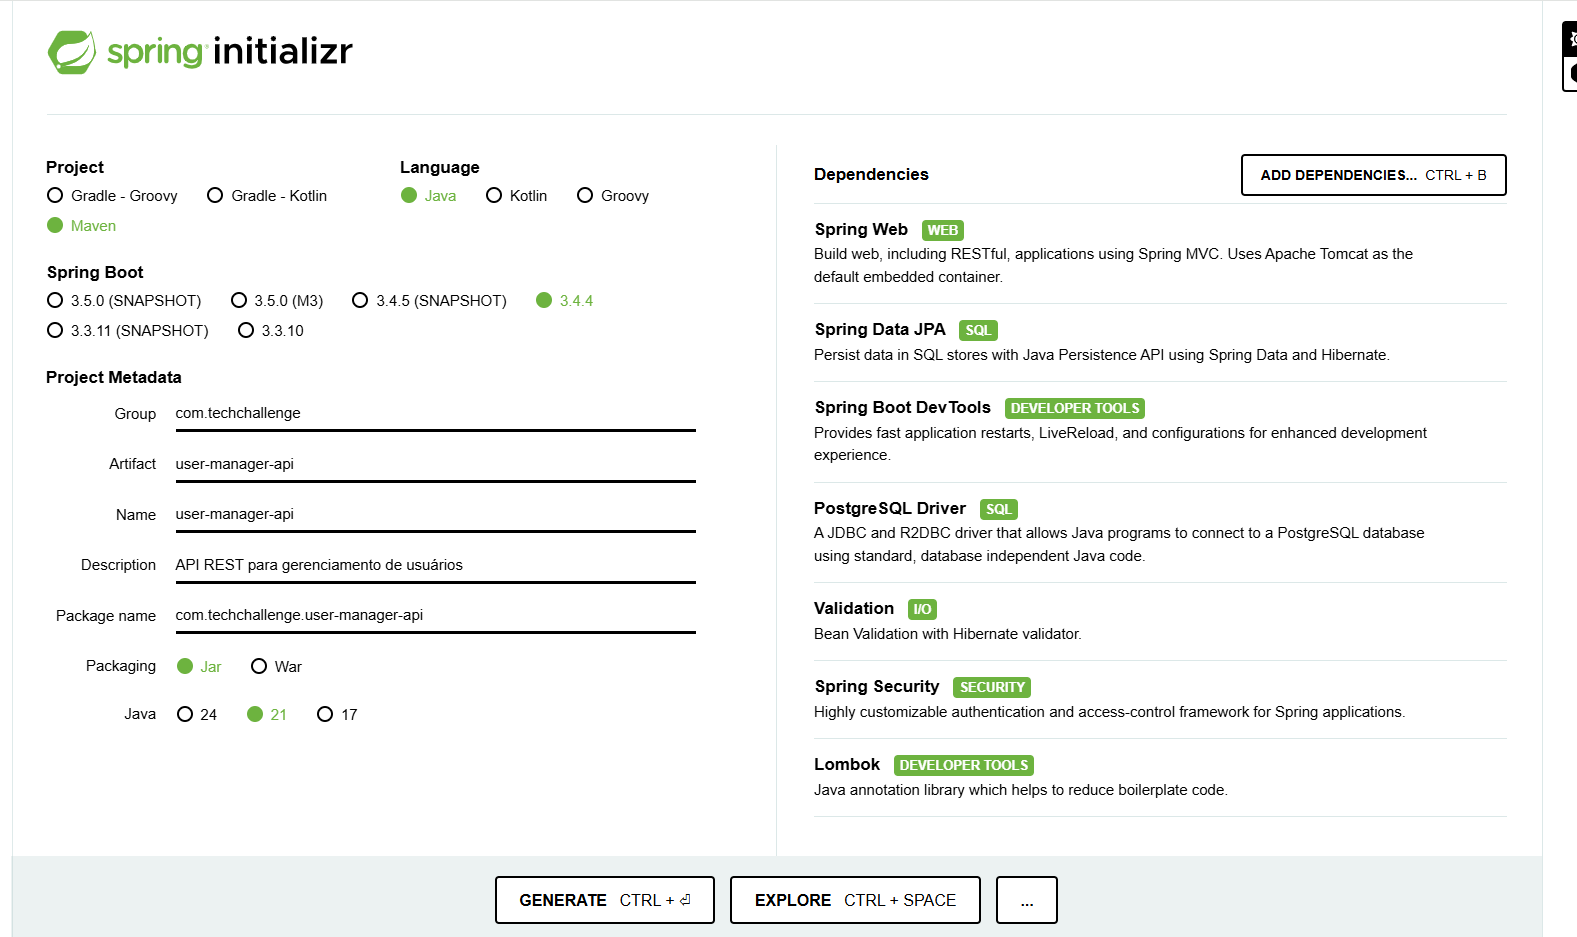 spring initializr
Project
Gradle - Groovy Gradle - Kotlin
Maven
Language
Java Kotlin Groovy
Spring Boot
3.5.0 (SNAPSHOT) 3.5.0 (M3) 3.4.5 (SNAPSHOT) 3.4.4
3.3.11 (SNAPSHOT) 3.3.10
Project Metadata
Group com.techchallenge
Artifact user-manager-api
Name user-manager-api
Description API REST para gerenciamento de usuários
Package name com.techchallenge.user-manager-api
Packaging Jar War
Java 24 21 17
Dependencies
ADD DEPENDENCIES... CTRL + B
Spring Web WEB
Build web, including RESTful, applications using Spring MVC. Uses Apache Tomcat as the
default embedded container.
Spring Data JPA SQL
Persist data in SQL stores with Java Persistence API using Spring Data and Hibernate.
Spring Boot DevTools DEVELOPER TOOLS
Provides fast application restarts, LiveReload, and configurations for enhanced development
experience.
PostgreSQL Driver SQL
A JDBC and R2DBC driver that allows Java programs to connect to a PostgreSQL database
using standard, database independent Java code.
Validation I/O
Bean Validation with Hibernate validator.
Spring Security SECURITY
Highly customizable authentication and access-control framework for Spring applications.
Lombok DEVELOPER TOOLS
Java annotation library which helps to reduce boilerplate code.
GENERATE CTRL + ⏎
EXPLORE CTRL + SPACE
...